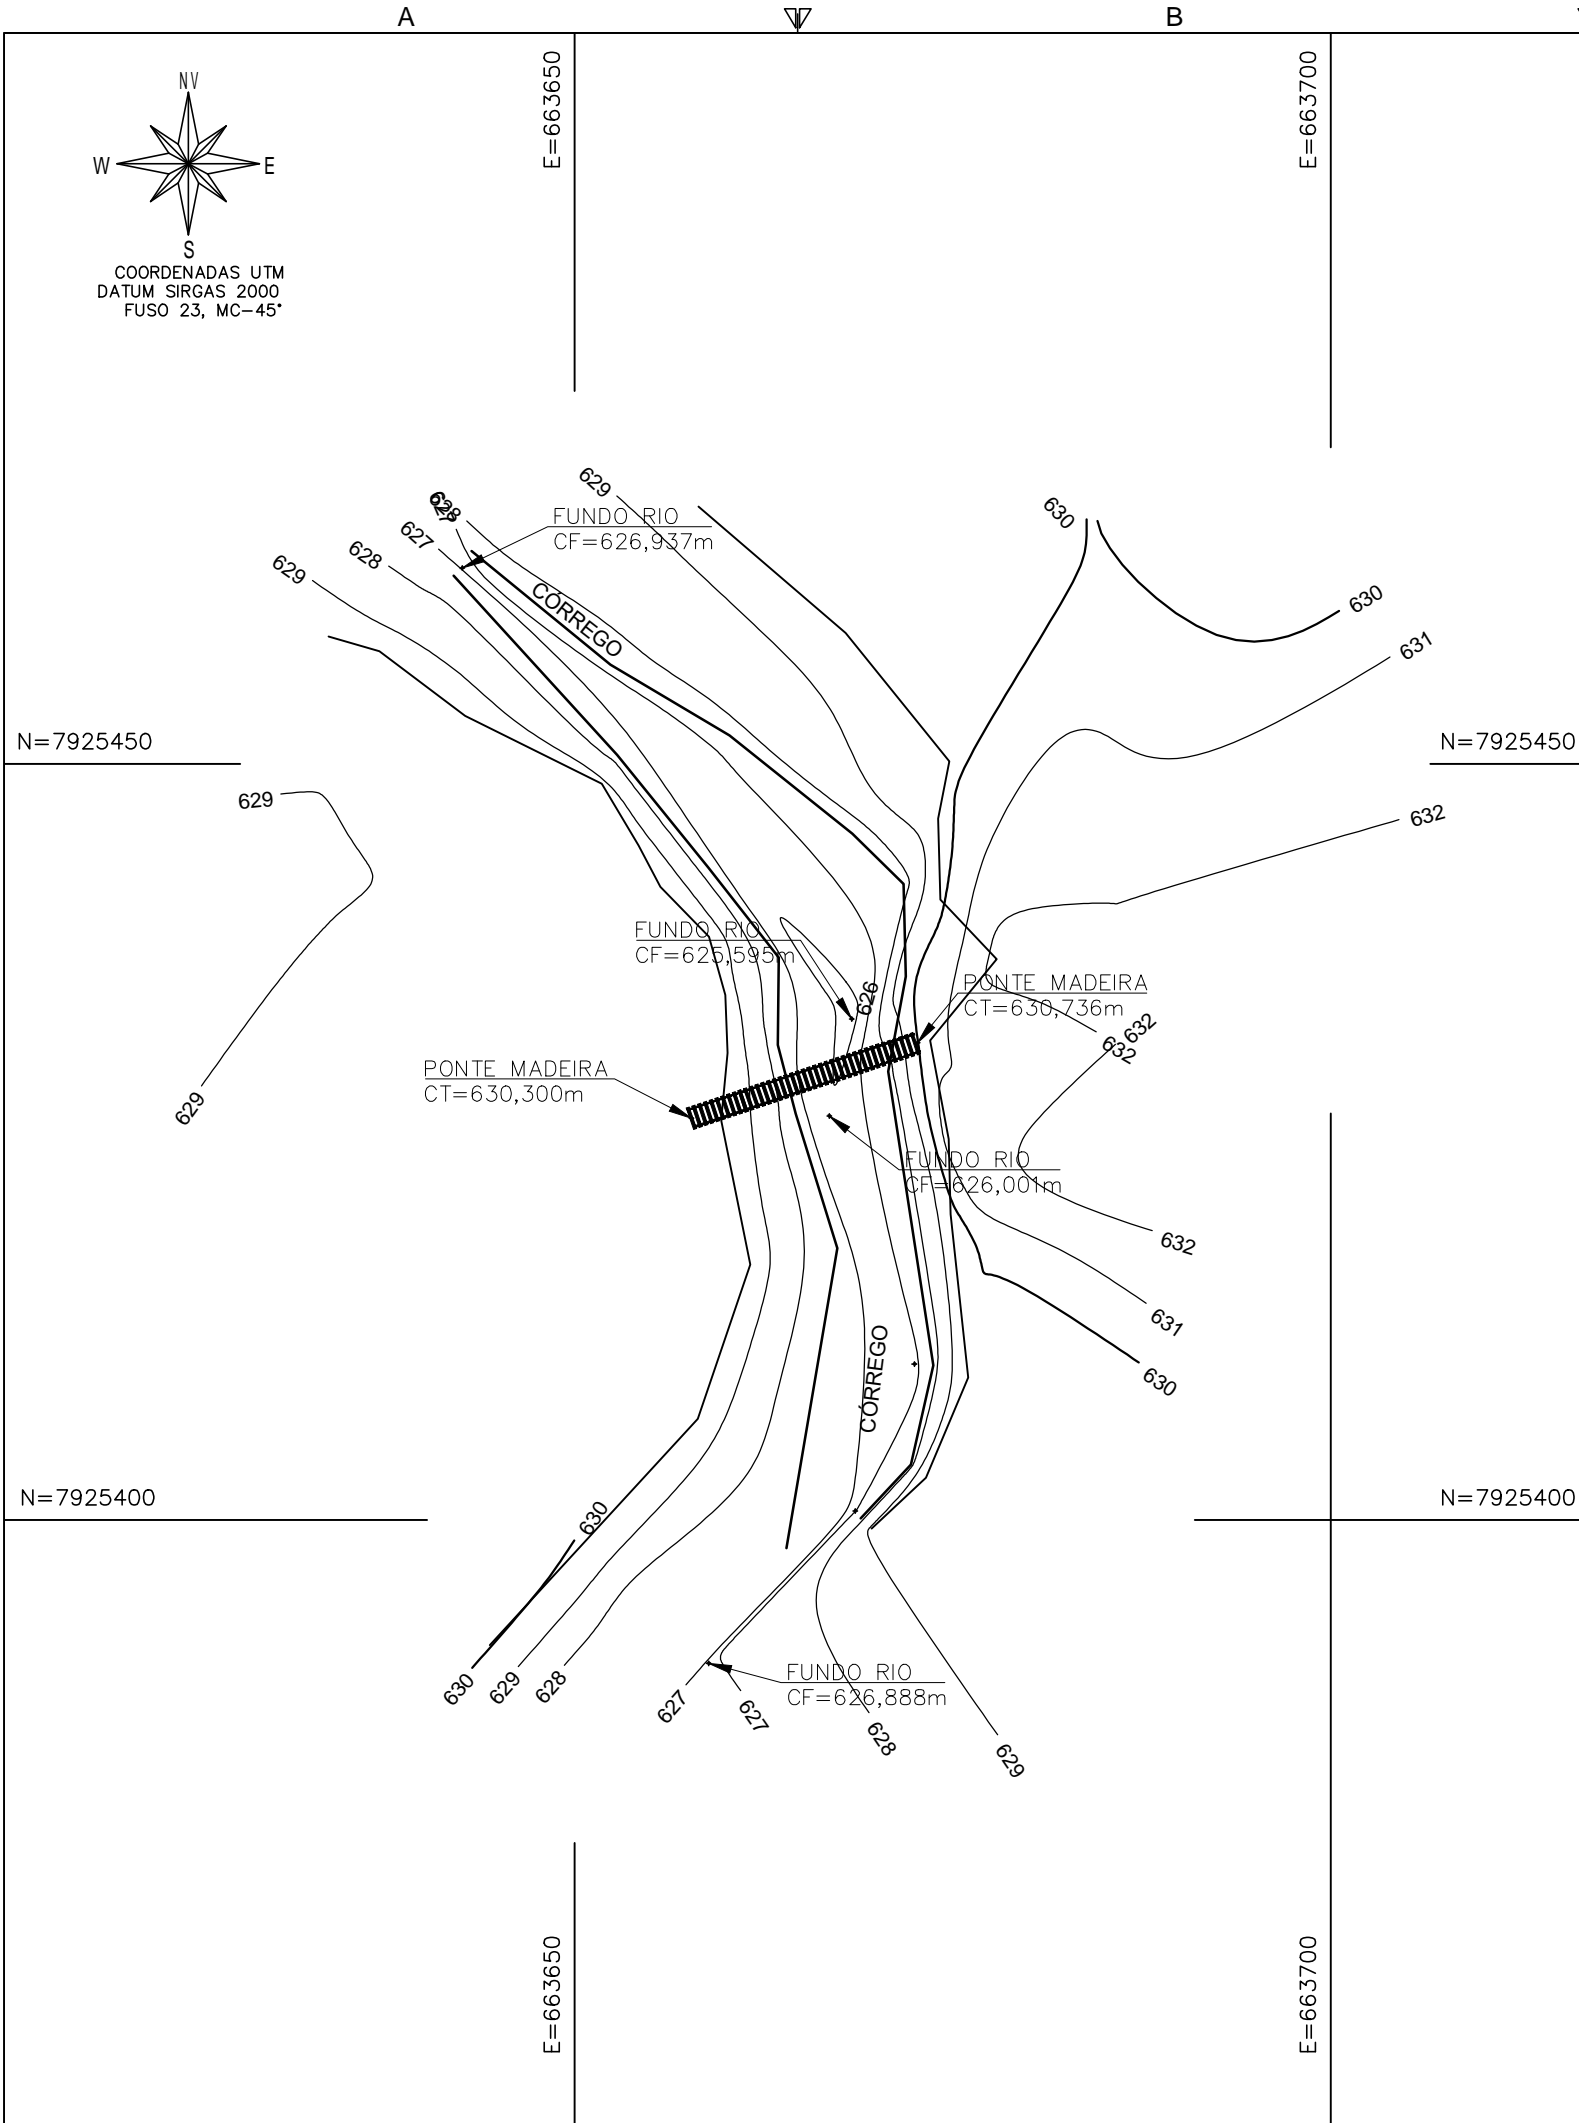 A
B
E=663650
E=663700
NV
W
E
S
COORDENADAS UTM
DATUM SIRGAS 2000
FUSO 23, MC-45°
629
630
628
627
627
FUNDO RIO
CF=626,937m
628
629
CÓRREGO
630
631
N=7925450
N=7925450
629
632
FUNDO RIO
CF=625,595m
626
PONTE MADEIRA
CT=630,736m
632
632
PONTE MADEIRA
CT=630,300m
629
FUNDO RIO
CF=626,001m
632
631
CÓRREGO
630
N=7925400
N=7925400
630
FUNDO RIO
CF=626,888m
630
629
628
627
627
628
629
E=663650
E=663700